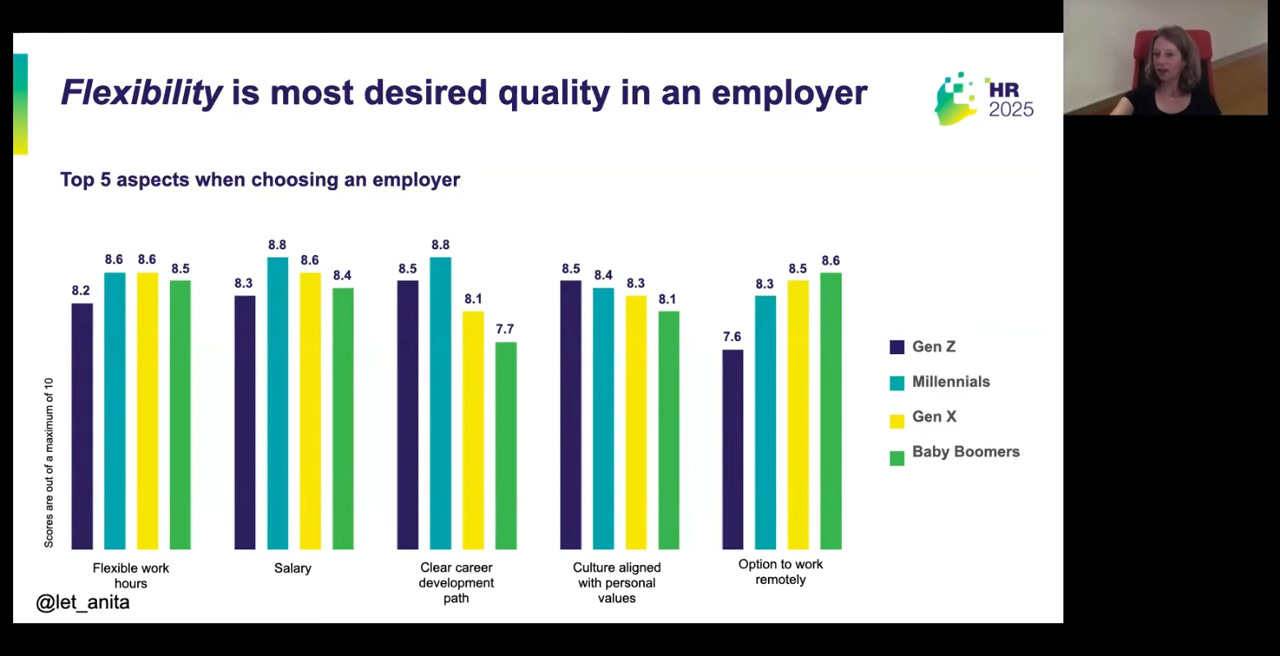 Flexibility is most desired quality in an employer
HR
2025
Top 5 aspects when choosing an employer
Scores are out of a maximum of 10
8.2
8.6
8.6
8.5
8.3
8.8
8.6
8.4
8.5
8.8
8.1
7.7
8.5
8.4
8.3
8.1
7.6
8.3
8.5
8.6
Flexible work
hours
Salary
Clear career
development
path
Culture aligned
with personal
values
Option to work
remotely
Gen Z
Millennials
Gen X
Baby Boomers
@let_anita